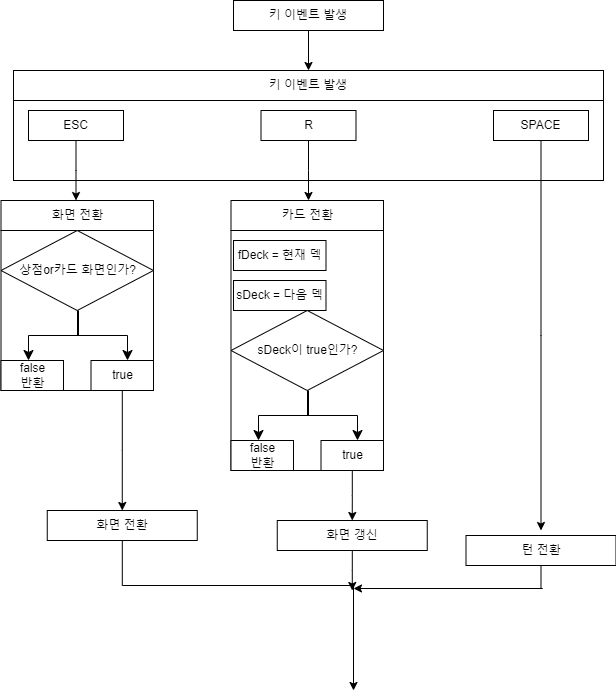 키 이벤트 발생
키 이벤트 발생
ESC
R
SPACE
화면 전환
카드 전환
상점or카드 화면인가?
fDeck = 현재 덱
sDeck = 다음 덱
sDeck이 true인가?
false
반환
true
false
반환
true
화면 전환
화면 갱신
턴 전환